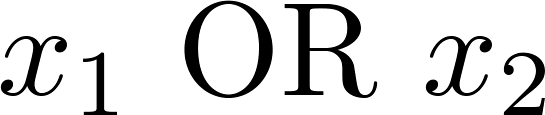 x₁ OR x₂